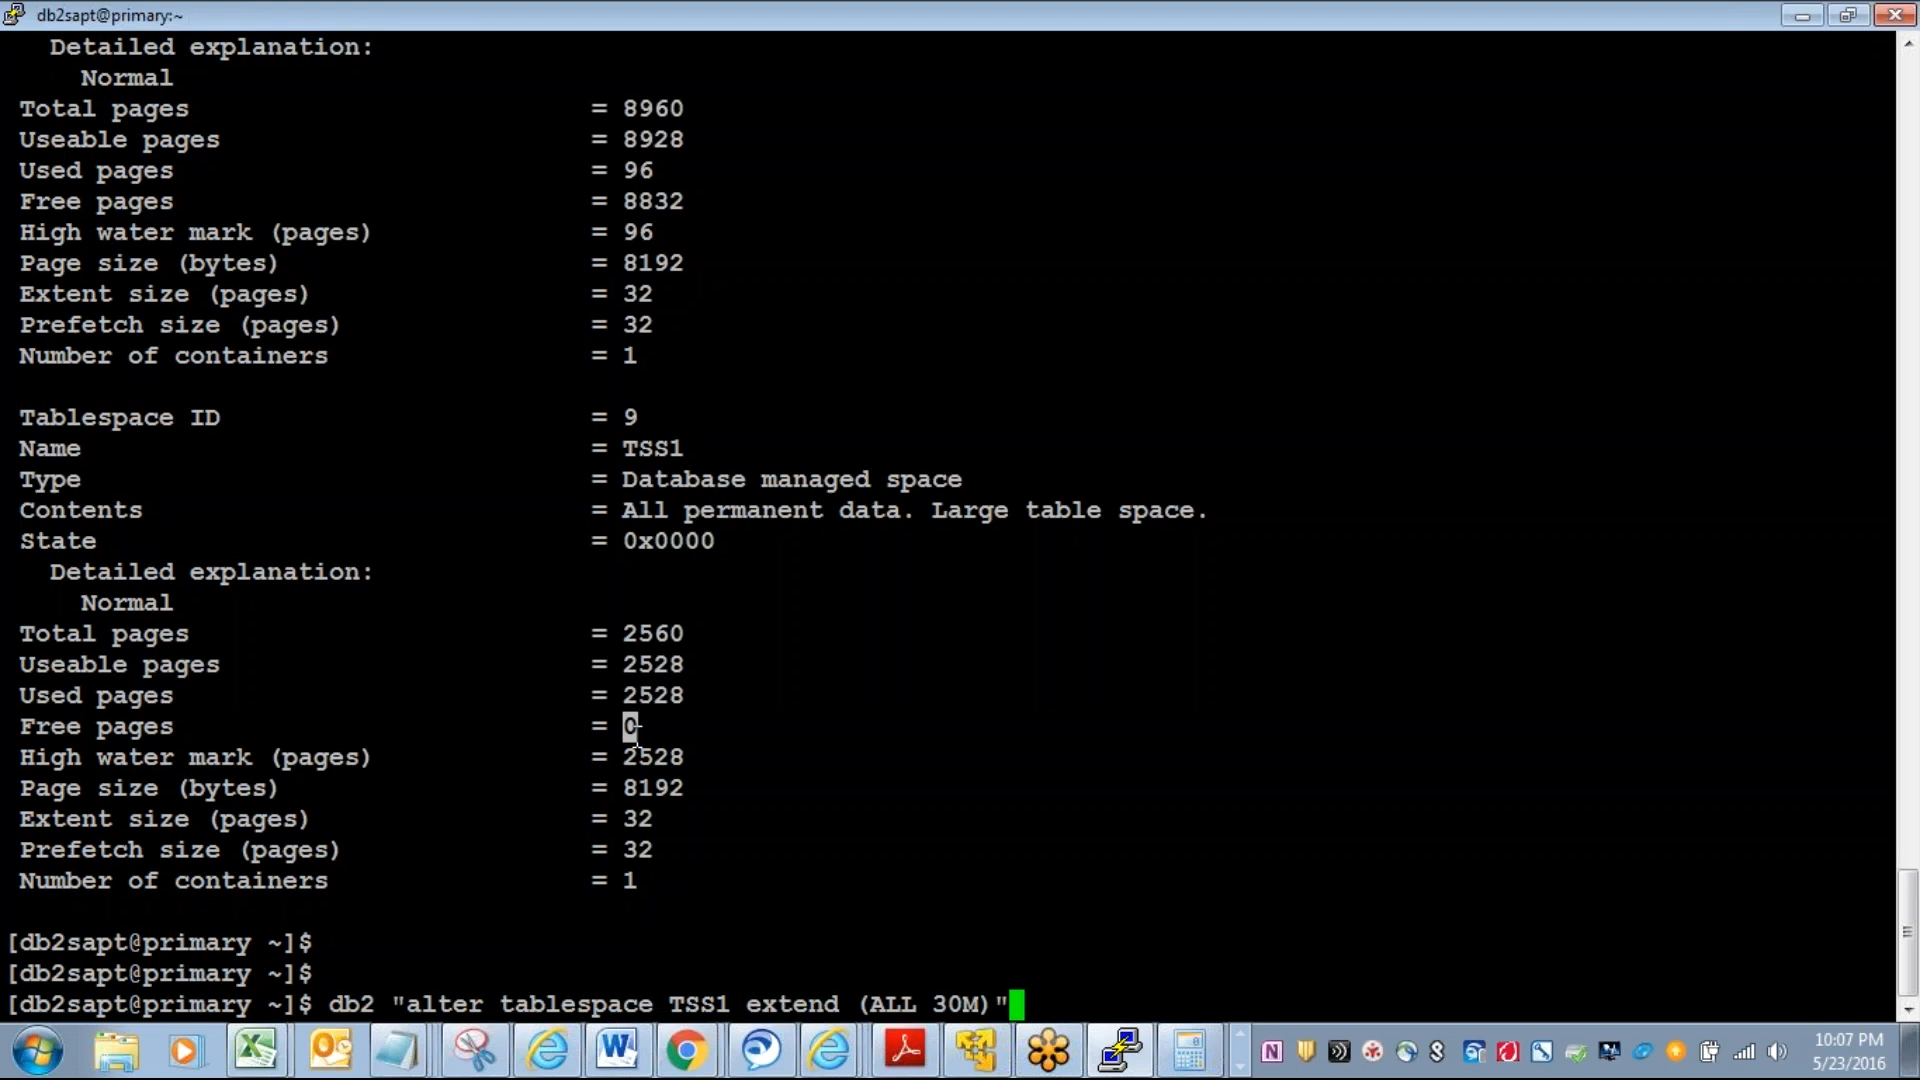 db2sapt@primary:~
Detailed explanation:
Normal
Total pages = 8960
Useable pages = 8928
Used pages = 96
Free pages = 8832
High water mark (pages) = 96
Page size (bytes) = 8192
Extent size (pages) = 32
Prefetch size (pages) = 32
Number of containers = 1
Tablespace ID = 9
Name = TSS1
Type = Database managed space
Contents = All permanent data. Large table space.
State = 0x0000
Detailed explanation:
Normal
Total pages = 2560
Useable pages = 2528
Used pages = 2528
Free pages = 0
High water mark (pages) = 2528
Page size (bytes) = 8192
Extent size (pages) = 32
Prefetch size (pages) = 32
Number of containers = 1
[db2sapt@primary ~]$
[db2sapt@primary ~]$
[db2sapt@primary ~]$ db2 "alter tablespace TSS1 extend (ALL 30M)"
10:07 PM
5/23/2016